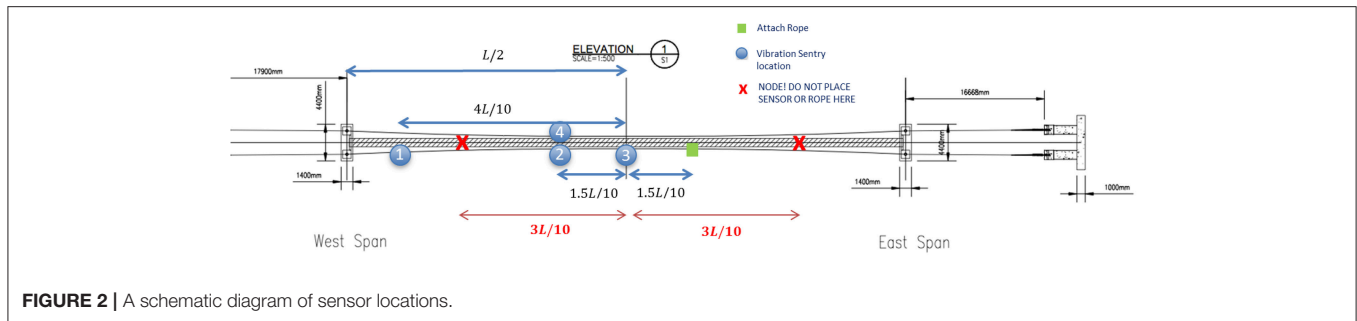 Attach Rope
Vibration Sentry
location
NODE! DO NOT PLACE
SENSOR OR ROPE HERE
ELEVATION
SCALE=1:500
1
S1
L/2
17900mm
4400mm
4L/10
16668mm
4400mm
4
1
2
3
1.5L/10
1.5L/10
1400mm
1400mm
1000mm
3L/10
3L/10
West Span
East Span
FIGURE 2 | A schematic diagram of sensor locations.